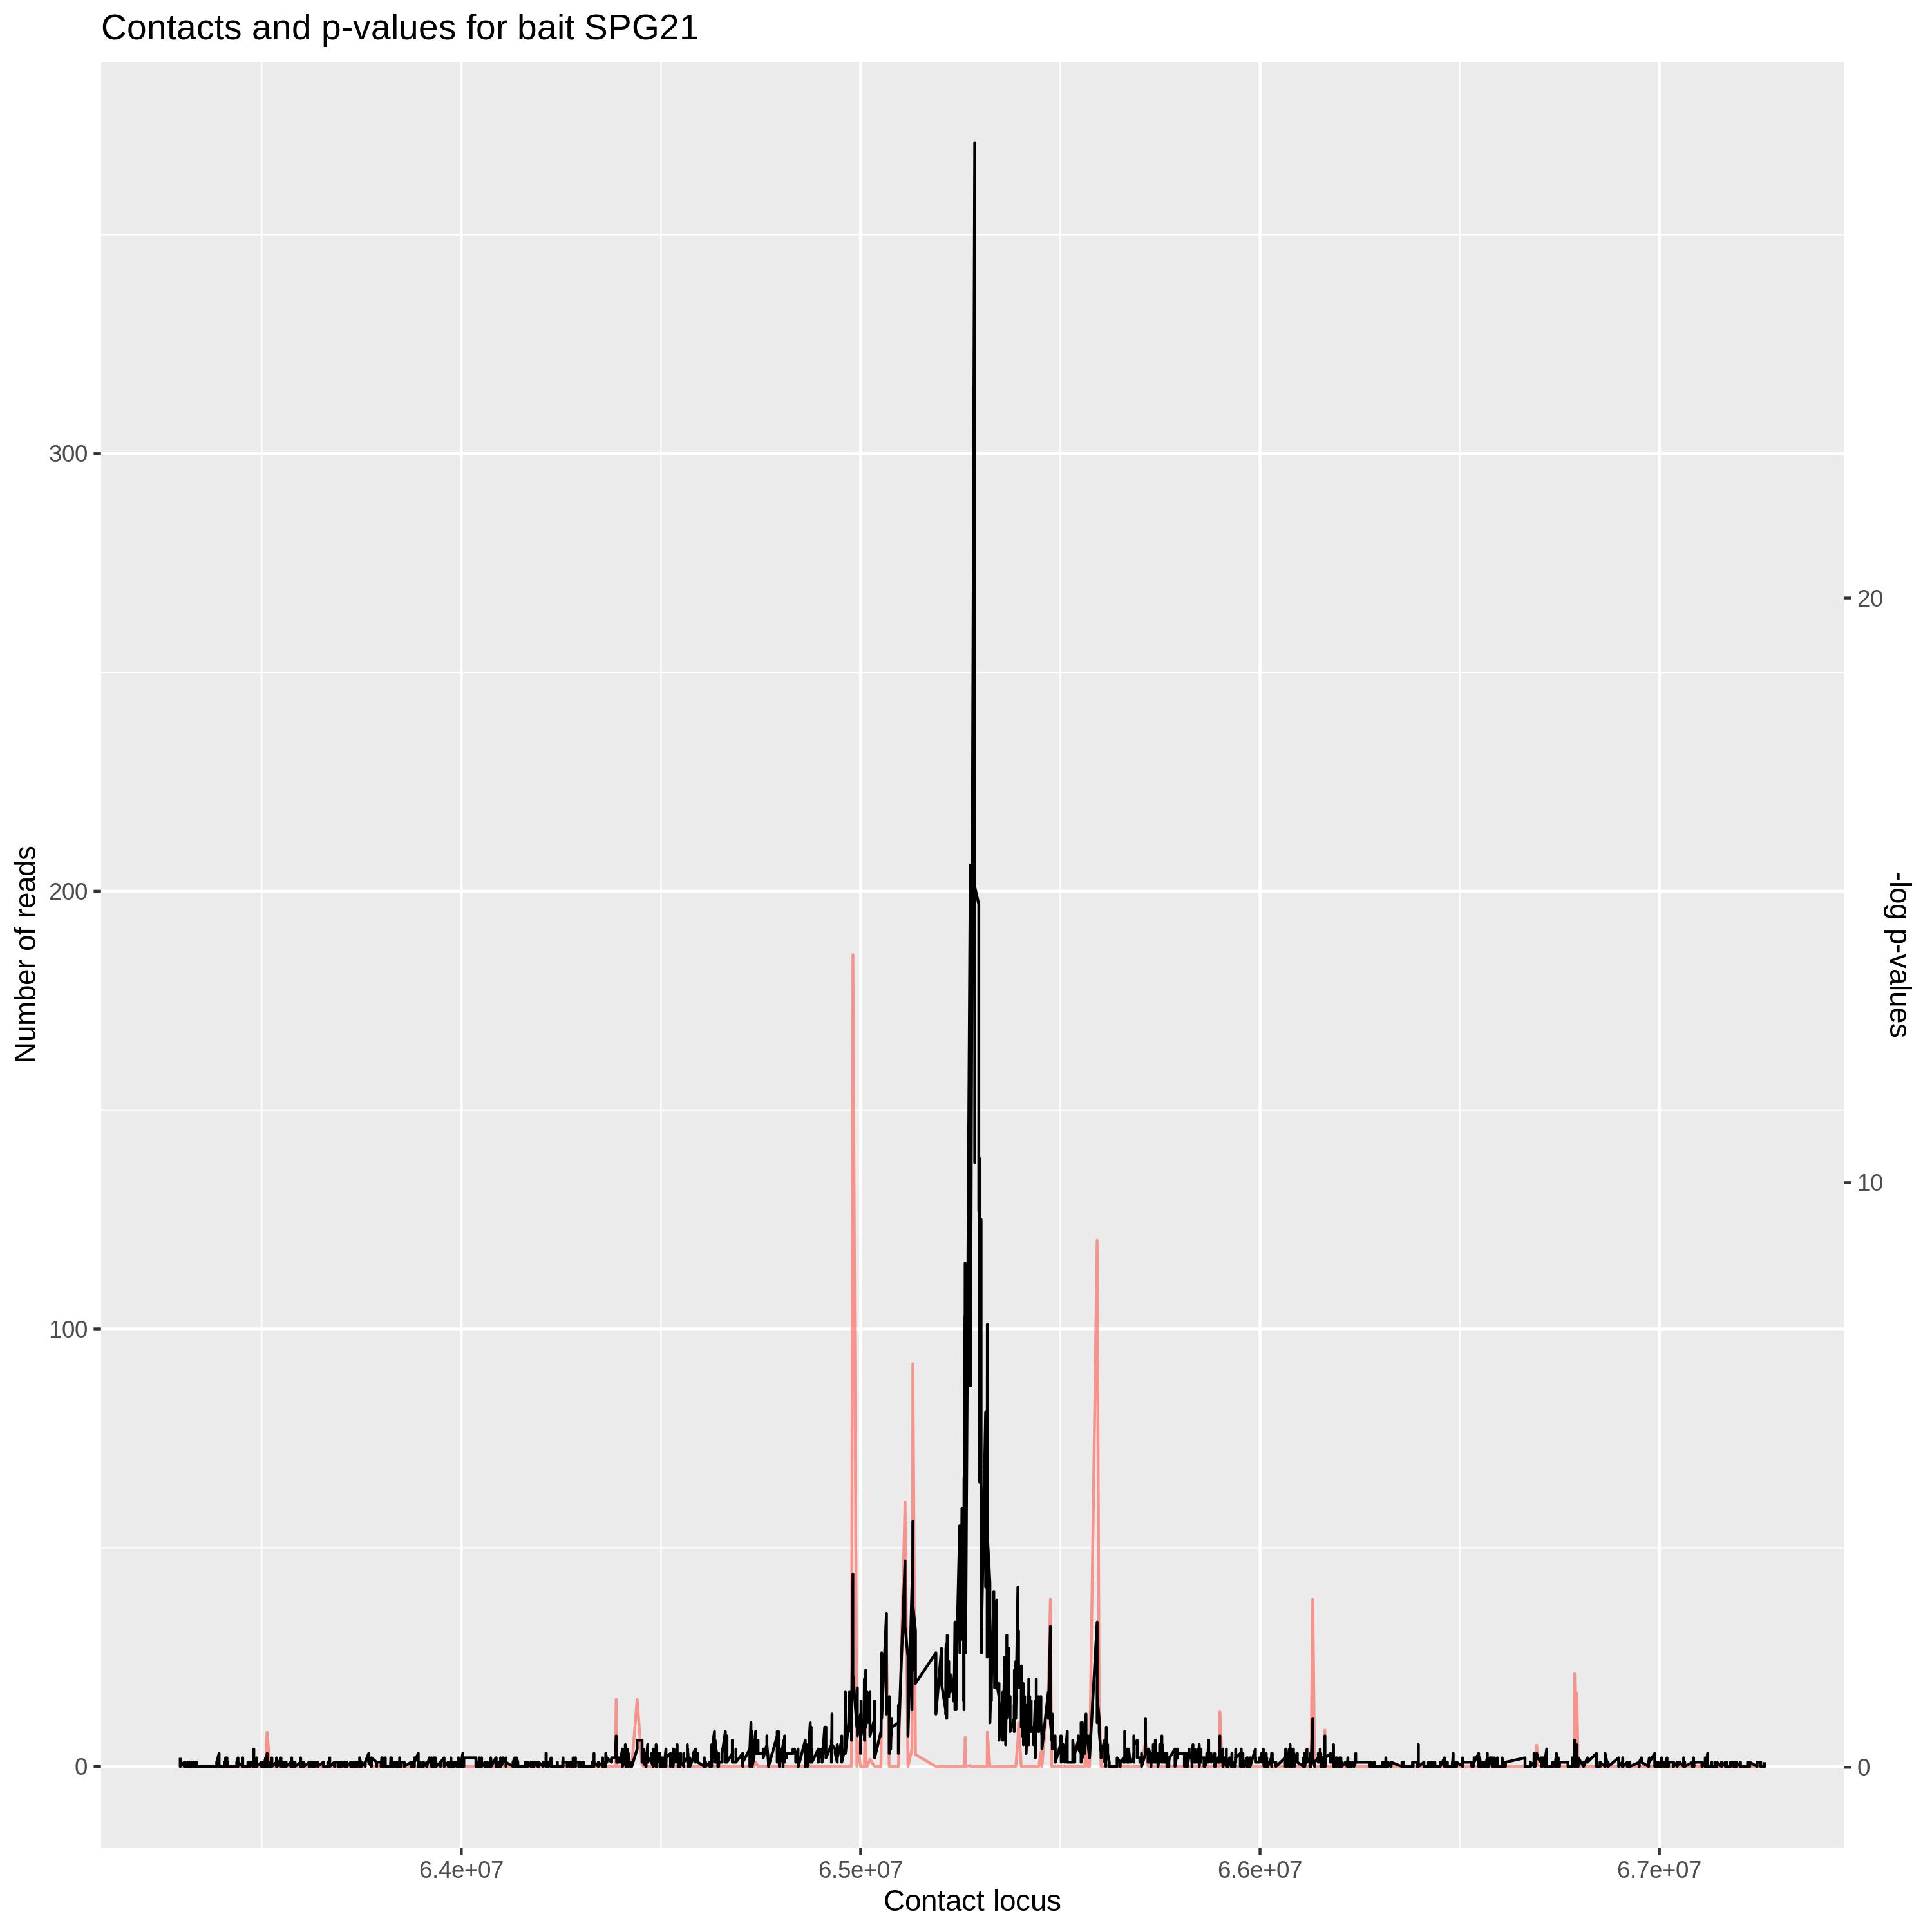 Contacts and p-values for bait SPG21
300
200
100
0
Number of reads
20
10
0
-log p-values
6.4e+07
6.5e+07
6.6e+07
6.7e+07
Contact locus